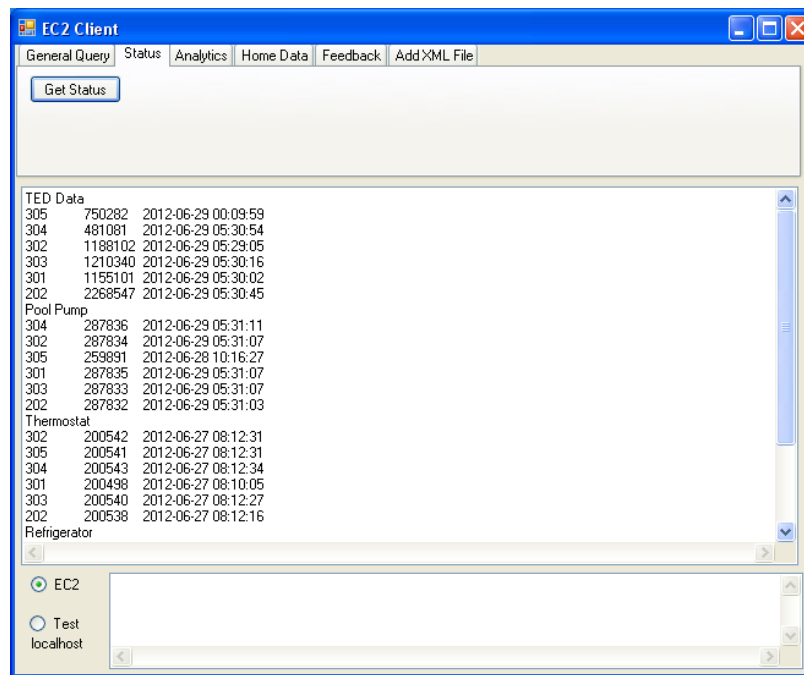 EC2 Client
General Query Status Analytics Home Data Feedback Add XML File
Get Status
TED Data
305 750282 2012-06-29 00:09:59
304 481081 2012-06-29 05:30:54
302 1188102 2012-06-29 05:29:05
303 1210340 2012-06-29 05:30:16
301 1155101 2012-06-29 05:30:02
202 2268547 2012-06-29 05:30:45
Pool Pump
304 287836 2012-06-29 05:31:11
302 287834 2012-06-29 05:31:07
305 259891 2012-06-28 10:16:27
301 287835 2012-06-29 05:31:07
303 287833 2012-06-29 05:31:07
202 287832 2012-06-29 05:31:03
Thermostat
302 200542 2012-06-27 08:12:31
305 200541 2012-06-27 08:12:31
304 200543 2012-06-27 08:12:34
301 200498 2012-06-27 08:10:05
303 200540 2012-06-27 08:12:27
202 200538 2012-06-27 08:12:16
Refrigerator
EC2
Test
localhost